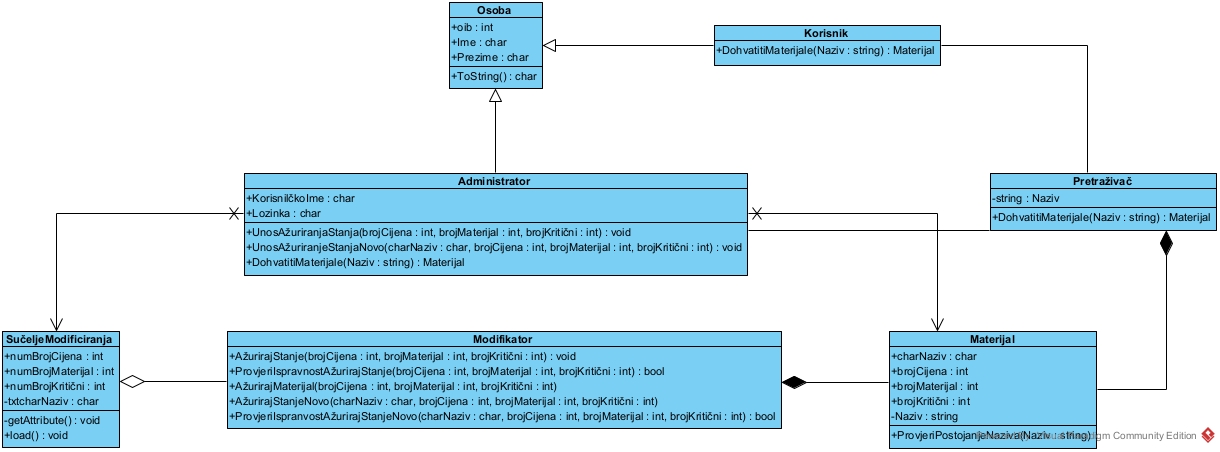 Osoba
+oib : int
+Ime : char
+Prezime : char
+ToString() : char
Korisnik
+DohvatitiMaterijale(Naziv : string) : Materijal
Administrator
+KorisnilčkoIme : char
+Lozinka : char
+UnosAžuriranjaStanja(brojCijena : int, brojMaterijal : int, brojKritični : int) : void
+UnosAžuriranjeStanjaNovo(charNaziv : char, brojCijena : int, brojMaterijal : int, brojKritični : int) : void
+DohvatitiMaterijale(Naziv : string) : Materijal
Pretraživač
-string : Naziv
+DohvatitiMaterijale(Naziv : string) : Materijal
SučeljeModificiranja
+numBrojCijena : int
+numBrojMaterijal : int
+numBrojKritični : int
-txtcharNaziv : char
-getAttribute() : void
+load() : void
Modifikator
+AžurirajStanje(brojCijena : int, brojMaterijal : int, brojKritični : int) : void
+ProvjeriIspravnostAžurirajStanje(brojCijena : int, brojMaterijal : int, brojKritični : int) : bool
+AžurirajMaterijal(brojCijena : int, brojMaterijal : int, brojKritični : int)
+AžurirajStanjeNovo(charNaziv : char, brojCijena : int, brojMaterijal : int, brojKritični : int)
+ProvjeriIspravostAžurirajStanjeNovo(charNaziv : char, brojCijena : int, brojMaterijal : int, brojKritični : int) : bool
Materijal
+charNaziv : char
+brojCijena : int
+brojMaterijal : int
+brojKritični : int
-Naziv : string
+ProvjeriPostojanjeNaziva(Naziv : string)
Community Edition